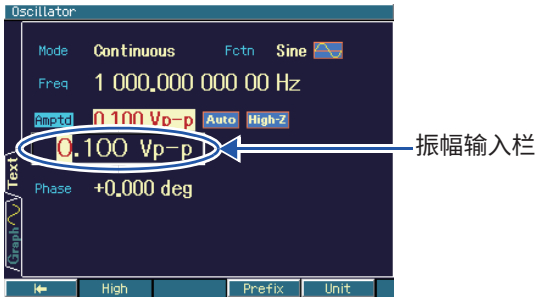 Oscillator
Mode Continuous Fctn Sine
Freq 1 000.000 000 00 Hz
Amptd 0.100 Vp-p Auto High-Z
0.100 Vp-p
振幅输入栏
Phase +0.000 deg
Text
Graph
High Prefix Unit